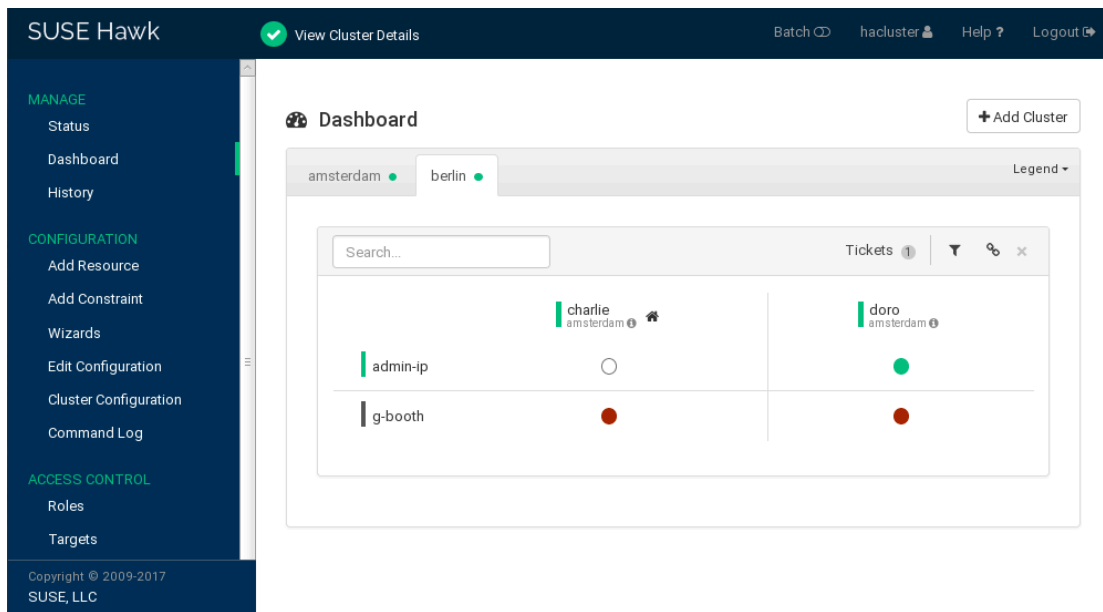 SUSE Hawk
View Cluster Details
Batch
hacluster
Help ?
Logout
MANAGE
Status
Dashboard
History
CONFIGURATION
Add Resource
Add Constraint
Wizards
Edit Configuration
Cluster Configuration
Command Log
ACCESS CONTROL
Roles
Targets
Copyright © 2009-2017
SUSE, LLC
Dashboard
+ Add Cluster
amsterdam
berlin
Legend
Search...
Tickets 1
charlie
amsterdam
doro
amsterdam
admin-ip
g-booth